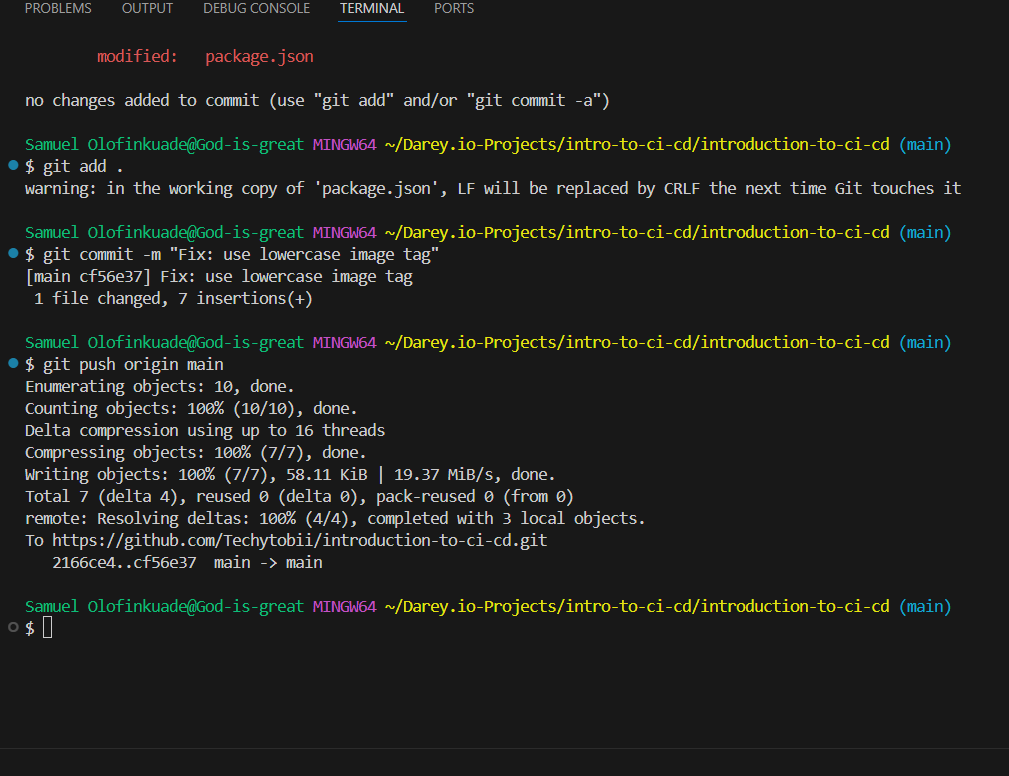 PROBLEMS OUTPUT DEBUG CONSOLE TERMINAL PORTS
modified: package.json
no changes added to commit (use "git add" and/or "git commit -a")
Samuel Olofinkuade@God-is-great MINGW64 ~/Darey.io-Projects/intro-to-ci-cd/introduction-to-ci-cd (main)
$ git add .
warning: in the working copy of 'package.json', LF will be replaced by CRLF the next time Git touches it
Samuel Olofinkuade@God-is-great MINGW64 ~/Darey.io-Projects/intro-to-ci-cd/introduction-to-ci-cd (main)
$ git commit -m "Fix: use lowercase image tag"
[main cf56e37] Fix: use lowercase image tag
1 file changed, 7 insertions(+)
Samuel Olofinkuade@God-is-great MINGW64 ~/Darey.io-Projects/intro-to-ci-cd/introduction-to-ci-cd (main)
$ git push origin main
Enumerating objects: 10, done.
Counting objects: 100% (10/10), done.
Delta compression using up to 16 threads
Compressing objects: 100% (7/7), done.
Writing objects: 100% (7/7), 58.11 KiB | 19.37 MiB/s, done.
Total 7 (delta 4), reused 0 (delta 0), pack-reused 0 (from 0)
remote: Resolving deltas: 100% (4/4), completed with 3 local objects.
To https://github.com/Techytobii/introduction-to-ci-cd.git
2166ce4..cf56e37 main -> main
Samuel Olofinkuade@God-is-great MINGW64 ~/Darey.io-Projects/intro-to-ci-cd/introduction-to-ci-cd (main)
$